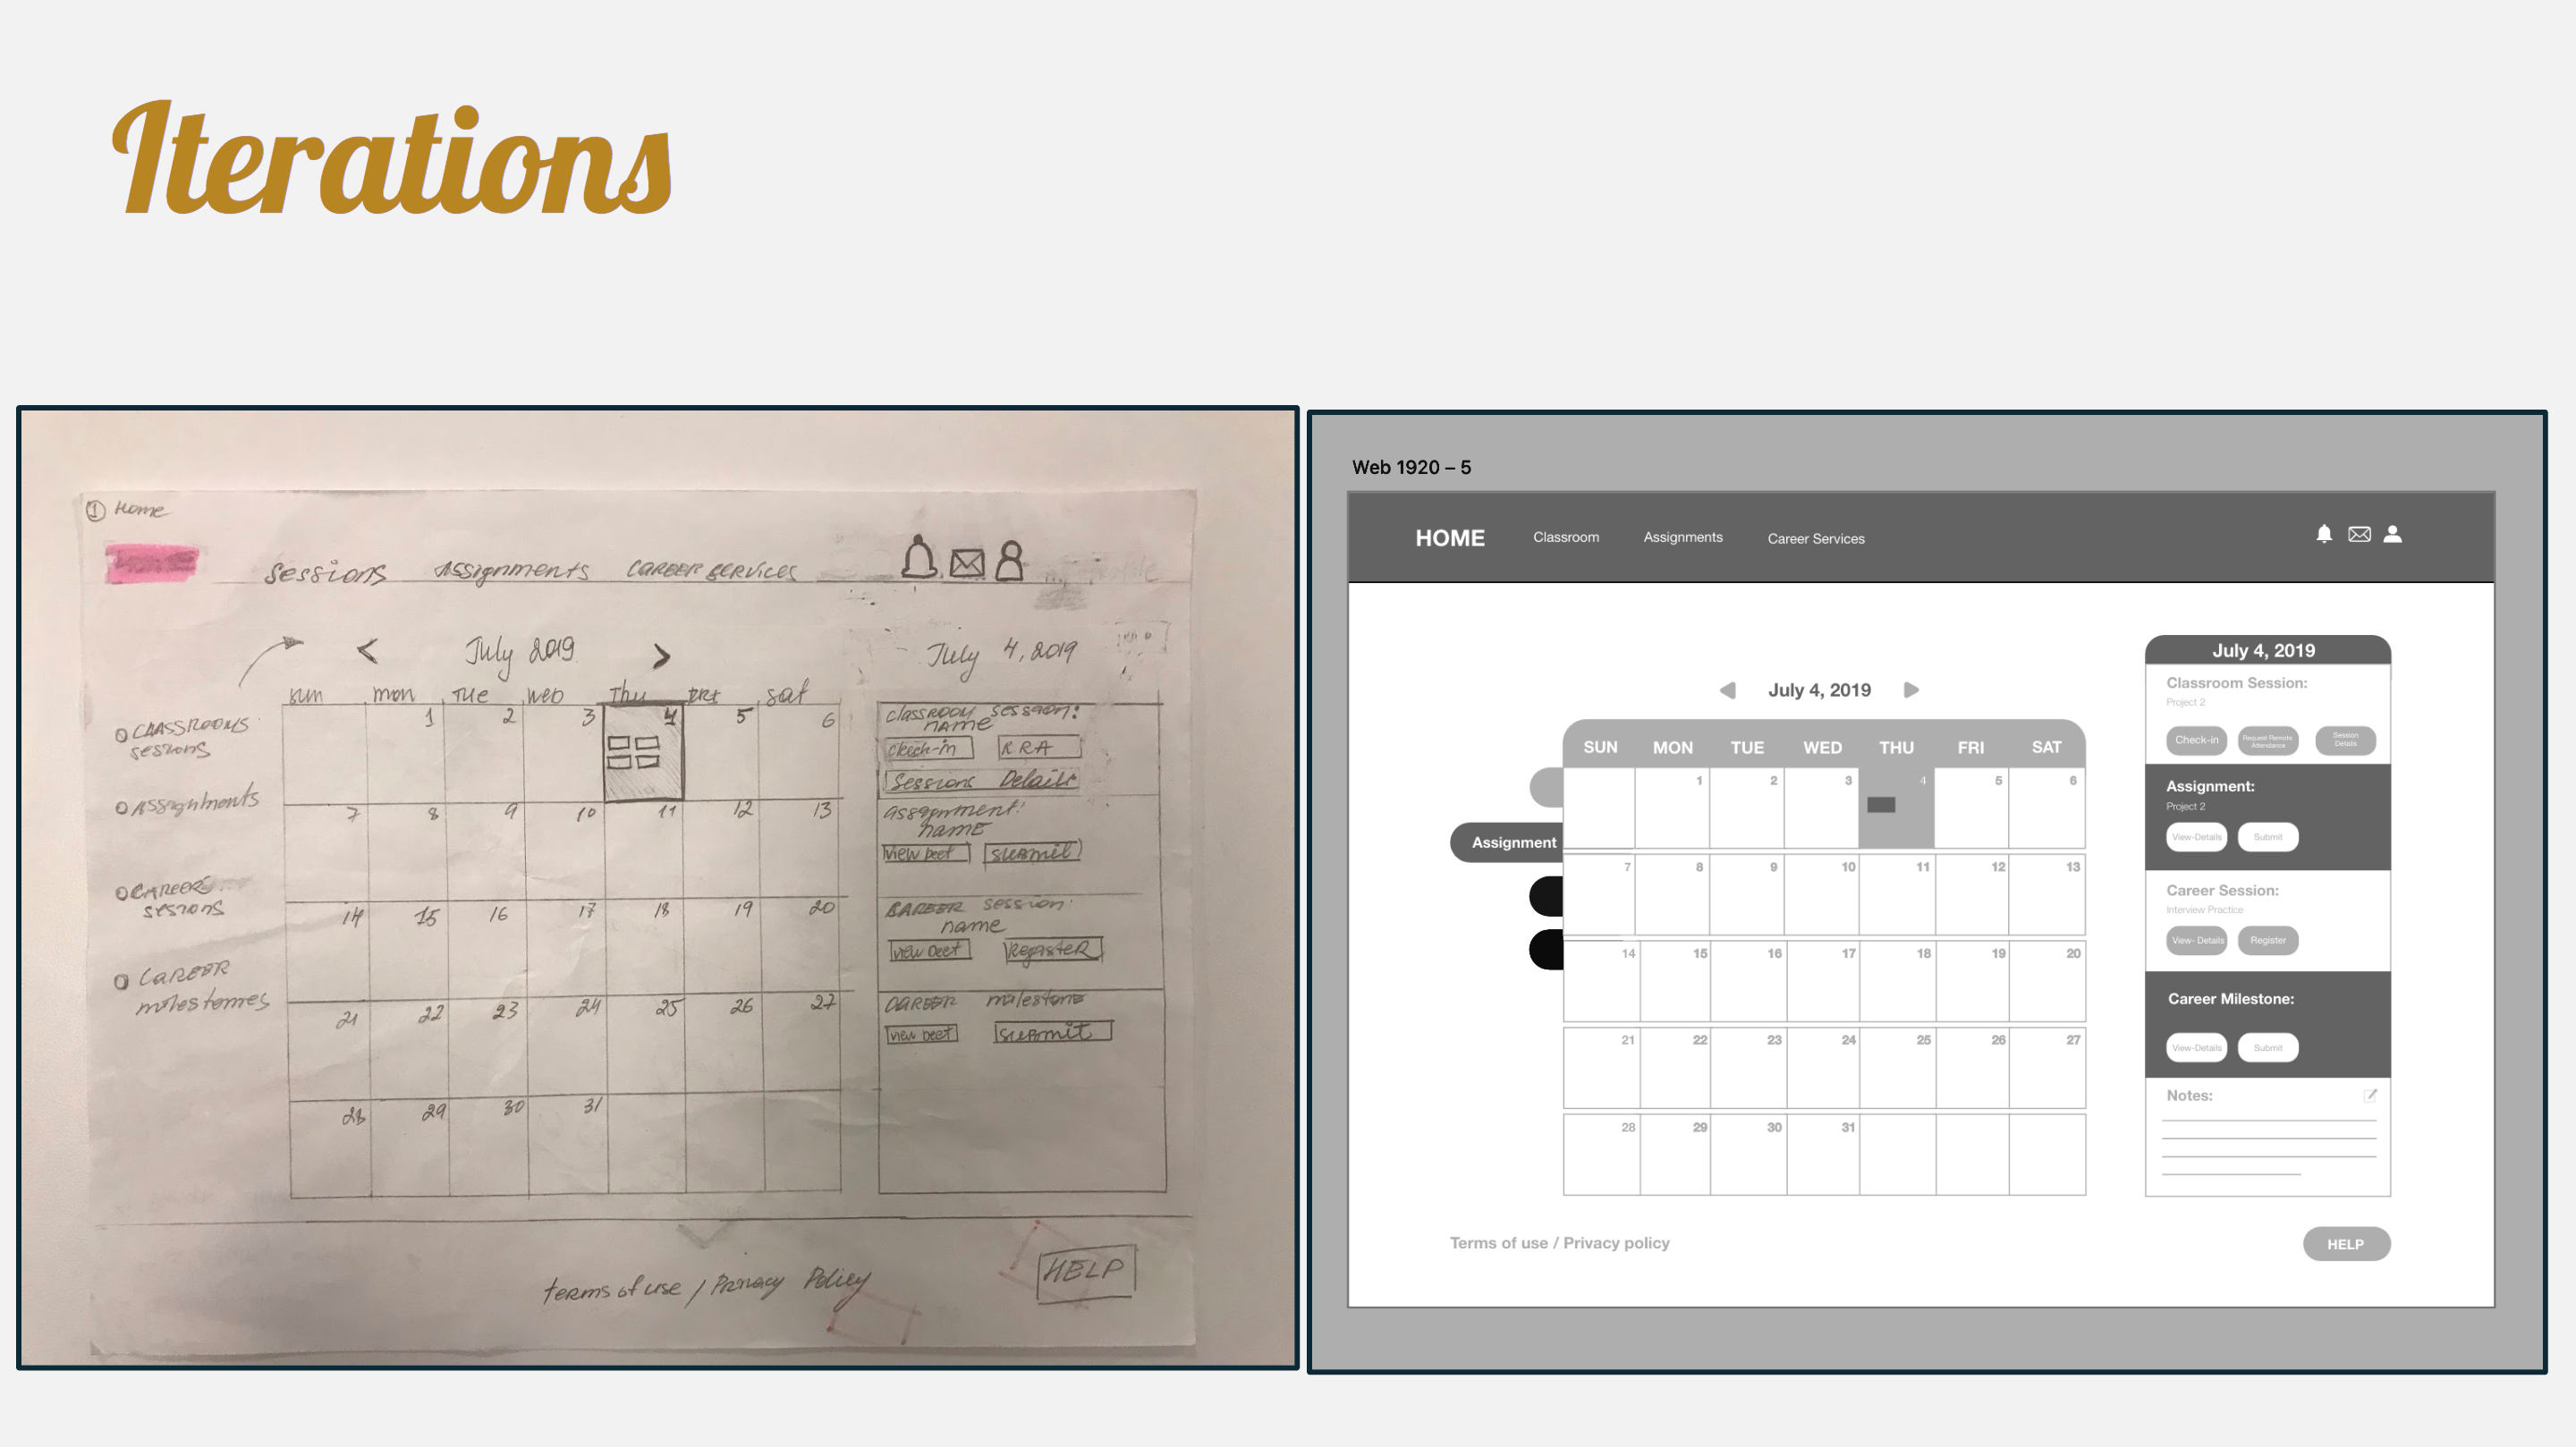 Iterations
1 Home
Sessions Assignments CAREER SERVICES
< July 2019 >
July 4, 2019
sun mon Tue web Thu FRI sat
1 2 3 4 5 6
7 8 9 10 11 12 13
14 15 16 17 18 19 20
21 22 23 24 25 26 27
28 29 30 31
CLASSROOMS
sessions
Assignments
CAREERS
sessions
CAREER
milestomes
classroom session:
name
check-in RRA
Sessions Details
assignment:
name
view deet submit
CAREER session:
name
view deet Register
CAREER milestone
view deet submit
terms of use / Privacy Policy
HELP
Web 1920 – 5
HOME Classroom Assignments Career Services
July 4, 2019
SUN MON TUE WED THU FRI SAT
1 2 3 4 5 6
Assignment
7 8 9 10 11 12 13
14 15 16 17 18 19 20
21 22 23 24 25 26 27
28 29 30 31
July 4, 2019
Classroom Session:
Project 2
Check-in Request Remote Attendance Session Details
Assignment:
Project 2
View-Details Submit
Career Session:
Interview Practice
View- Details Register
Career Milestone:
View-Details Submit
Notes:
Terms of use / Privacy policy
HELP